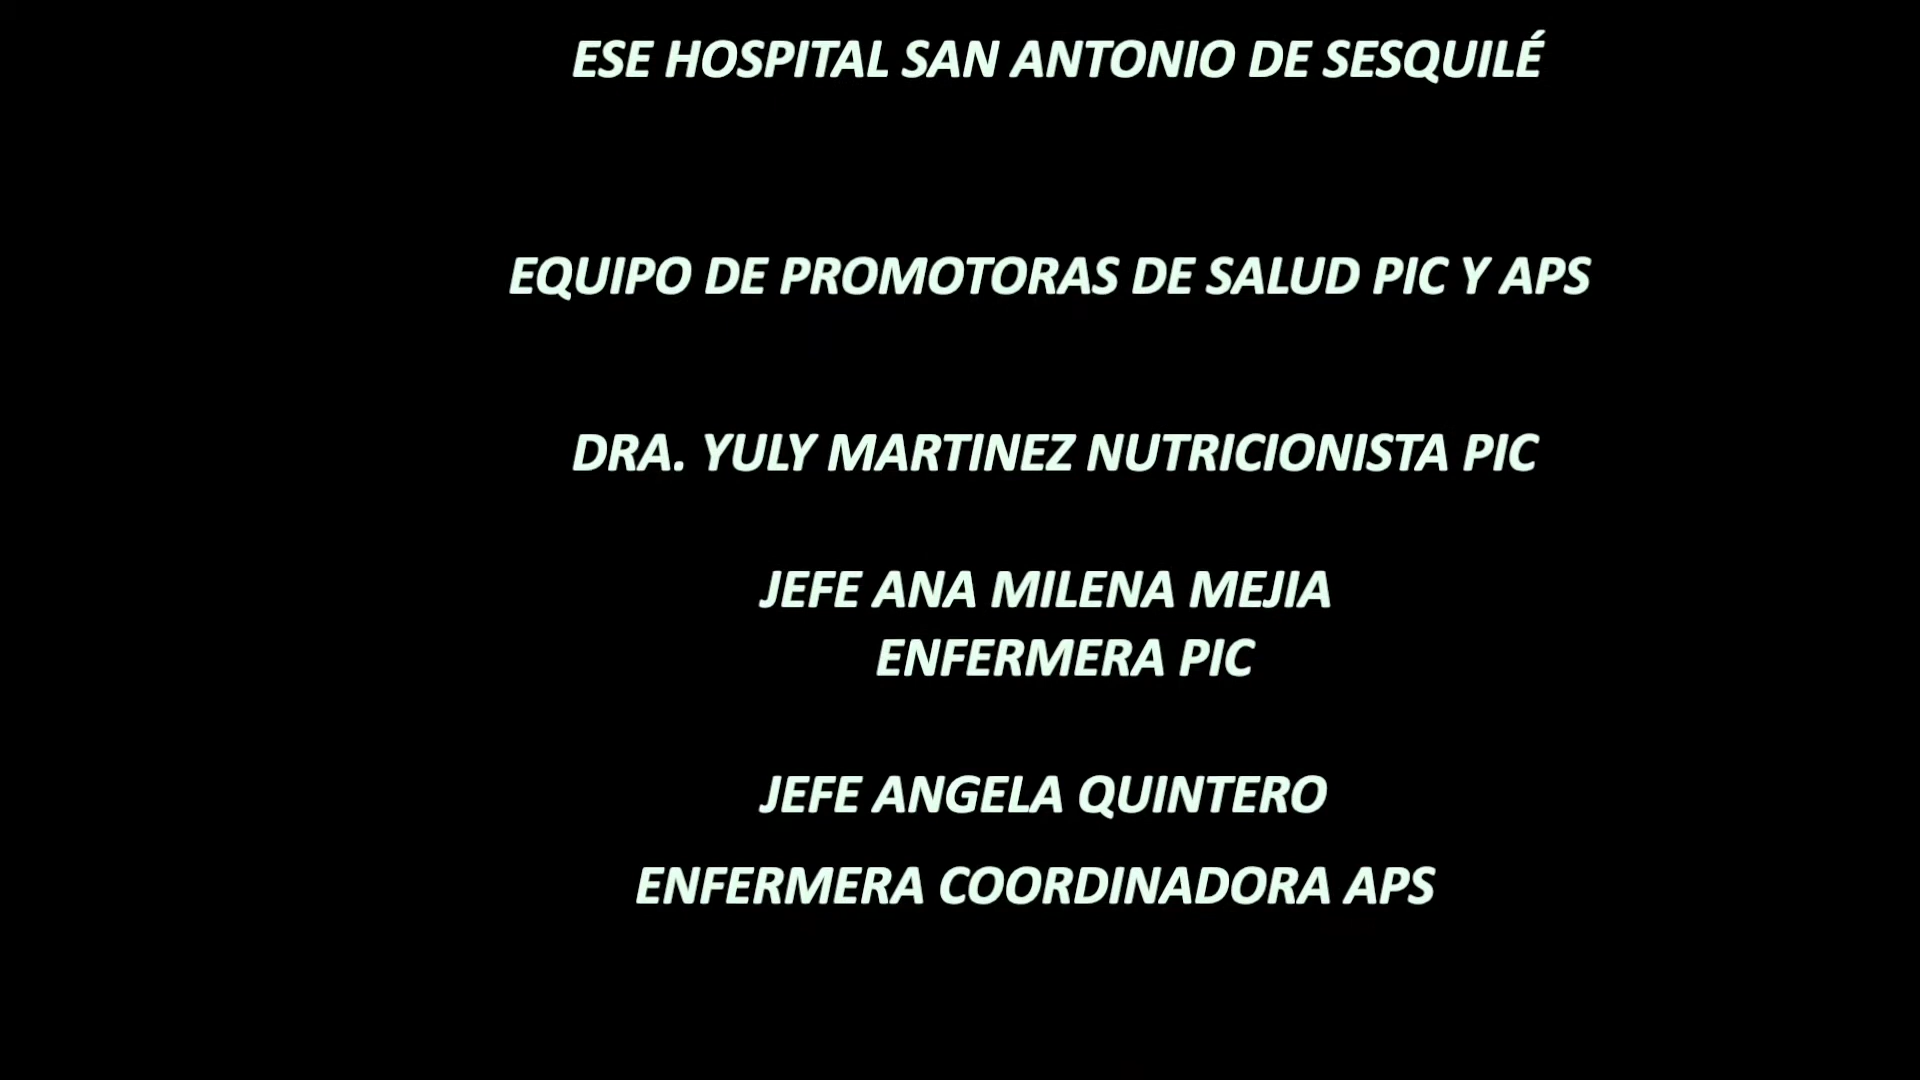 ESE HOSPITAL SAN ANTONIO DE SESQUILÉ
EQUIPO DE PROMOTORAS DE SALUD PIC Y APS
DRA. YULY MARTINEZ NUTRICIONISTA PIC
JEFE ANA MILENA MEJIA
ENFERMERA PIC
JEFE ANGELA QUINTERO
ENFERMERA COORDINADORA APS